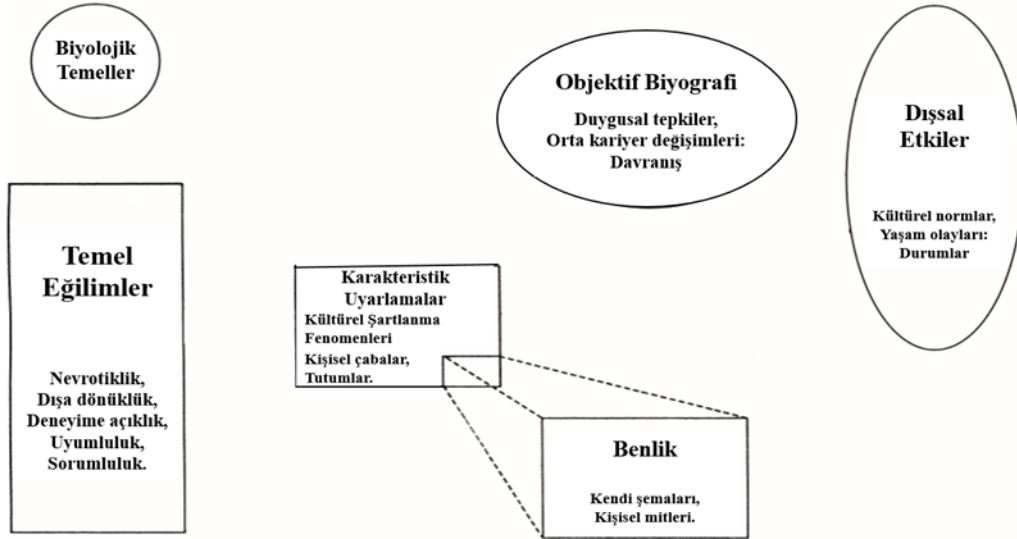 Biyolojik
Temeller
Objektif Biyografi
Duygusal tepkiler,
Orta kariyer değişimleri:
Davranış
Dışsal
Etkiler
Kültürel normlar,
Yaşam olayları:
Durumlar
Temel
Eğilimler
Nevrotiklik,
Dışa dönüklük,
Deneyime açıklık,
Uyumluluk,
Sorumluluk.
Karakteristik
Uyarlamalar
Kültürel Şartlanma
Fenomenleri
Kişisel çabalar,
Tutumlar.
Benlik
Kendi şemaları,
Kişisel mitleri.